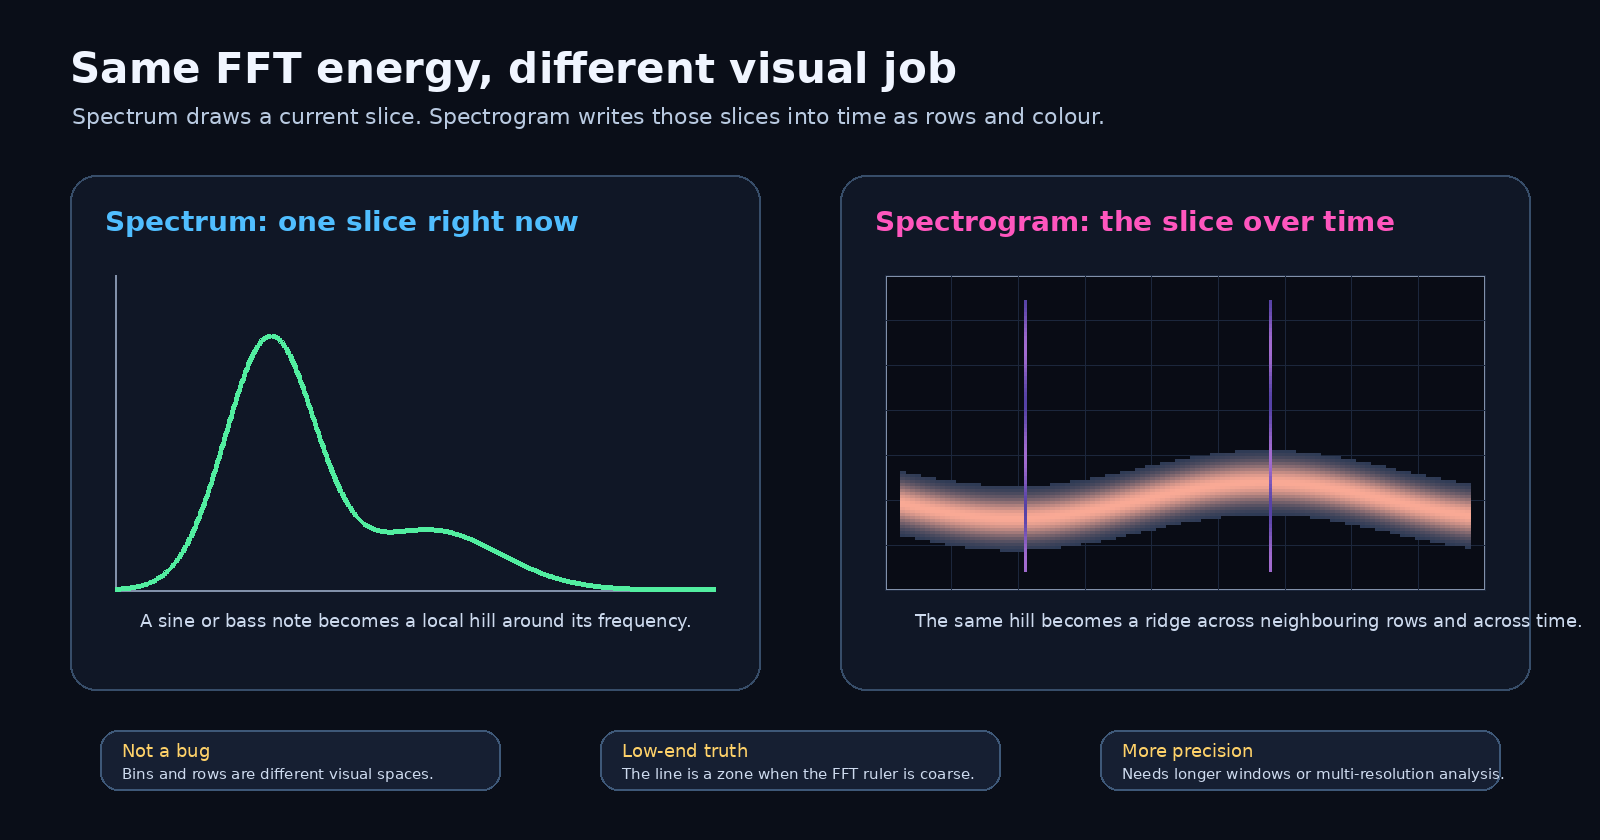 Same FFT energy, different visual job
Spectrum draws a current slice. Spectrogram writes those slices into time as rows and colour.
Spectrum: one slice right now
A sine or bass note becomes a local hill around its frequency.
Spectrogram: the slice over time
The same hill becomes a ridge across neighbouring rows and across time.
Not a bug
Bins and rows are different visual spaces.
Low-end truth
The line is a zone when the FFT ruler is coarse.
More precision
Needs longer windows or multi-resolution analysis.